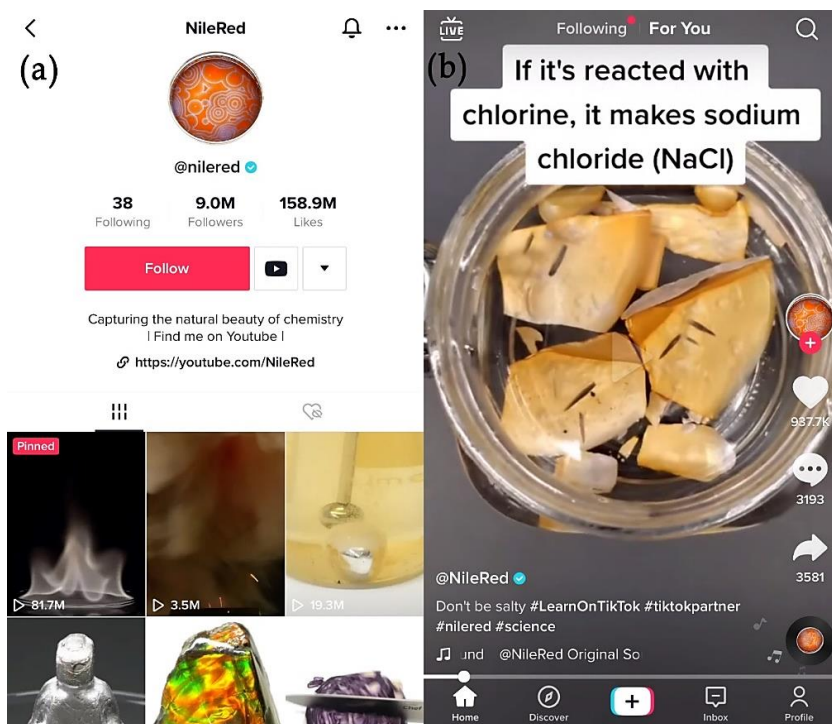 (a)
NileRed
@nilered
38
Following
9.0M
Followers
158.9M
Likes
Follow
Capturing the natural beauty of chemistry
| Find me on Youtube |
https://youtube.com/NileRed
Pinned
81.7M
3.5M
19.3M
(b)
LIVE
Following
For You
If it's reacted with
chlorine, it makes sodium
chloride (NaCl)
937.7K
3193
3581
@NileRed
Don't be salty #LearnOnTikTok #tiktokpartner
#nilered #science
und @NileRed Original So
Home
Discover
Inbox
Profile